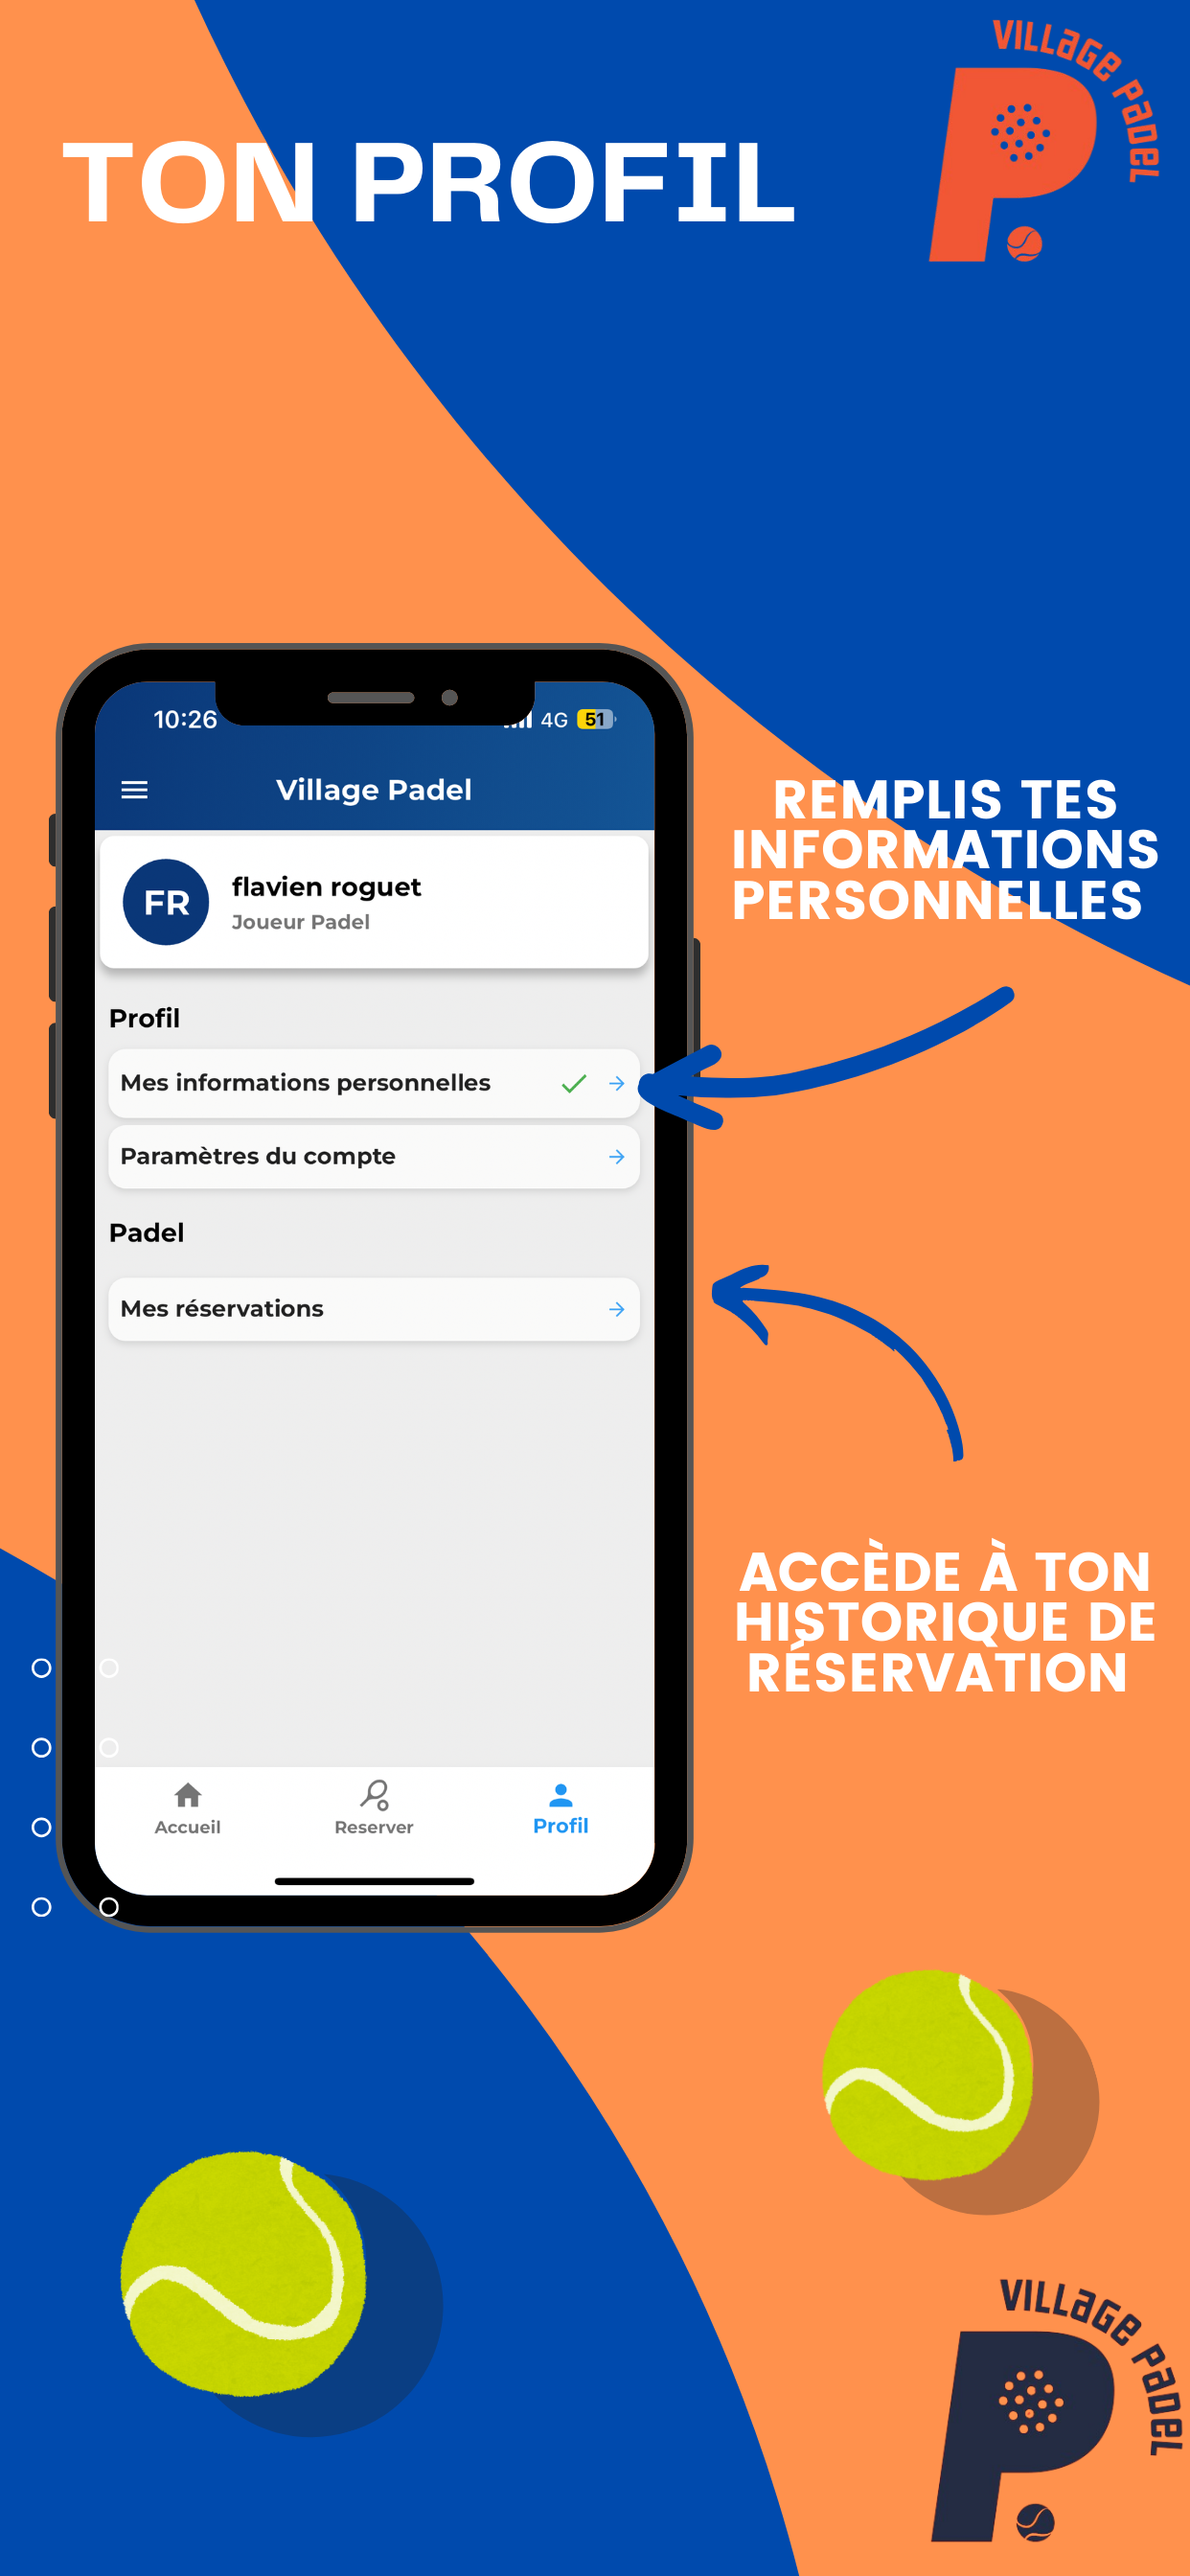 VILLaGe PaDeL
TON PROFIL
10:26
4G 51
Village Padel
FR
flavien roguet
Joueur Padel
Profil
Mes informations personnelles
Paramètres du compte
Padel
Mes réservations
Accueil
Reserver
Profil
REMPLIS TES
INFORMATIONS
PERSONNELLES
ACCÈDE À TON
HISTORIQUE DE
RÉSERVATION
VILLaGe PaDeL